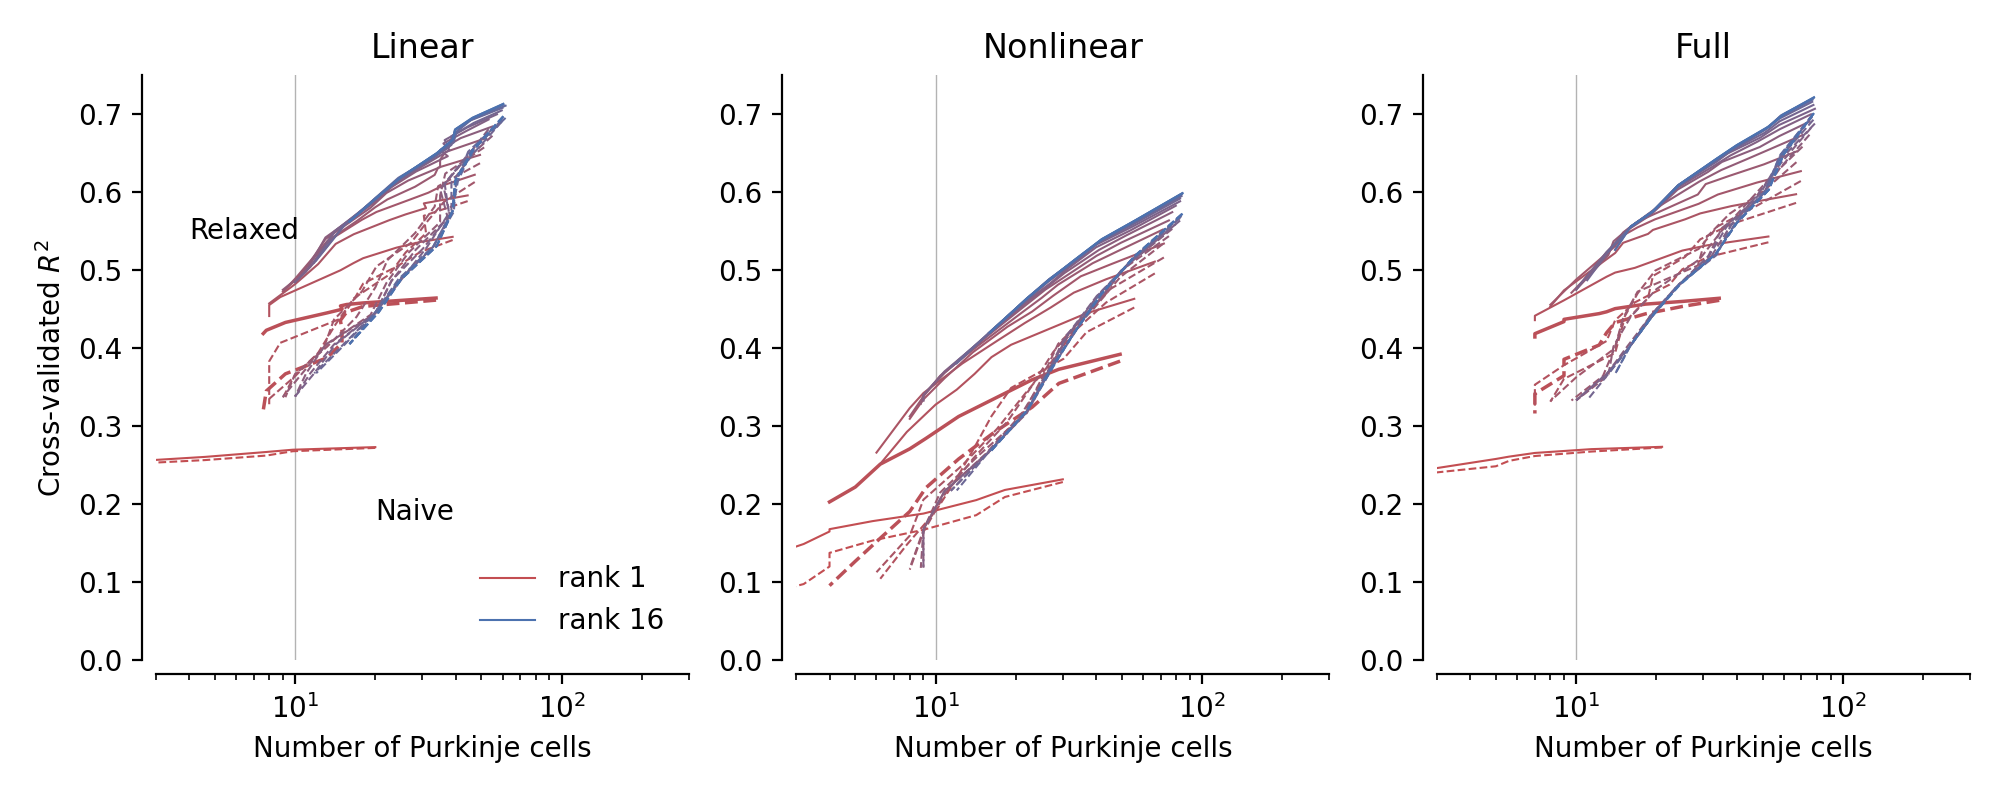 Linear
Nonlinear
Full
Cross-validated R²
0.7
0.6
0.5
0.4
0.3
0.2
0.1
0.0
Relaxed
Naive
rank 1
rank 16
10¹
10²
Number of Purkinje cells
0.7
0.6
0.5
0.4
0.3
0.2
0.1
0.0
10¹
10²
Number of Purkinje cells
0.7
0.6
0.5
0.4
0.3
0.2
0.1
0.0
10¹
10²
Number of Purkinje cells